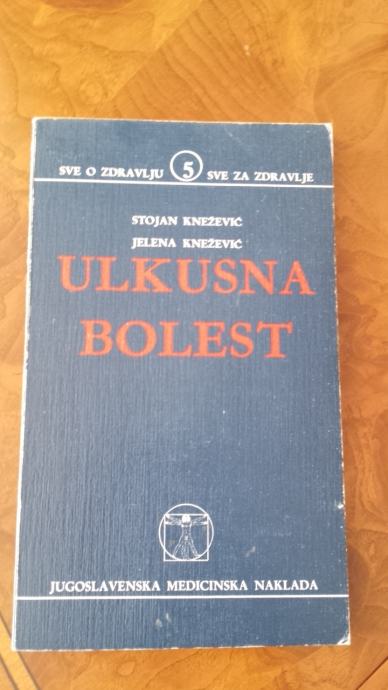 SVE O ZDRAVLJU 5 SVE ZA ZDRAVLJE
STOJAN KNEŽEVIĆ
JELENA KNEŽEVIĆ
ULKUSNA
BOLEST
JUGOSLAVENSKA MEDICINSKA NAKLADA